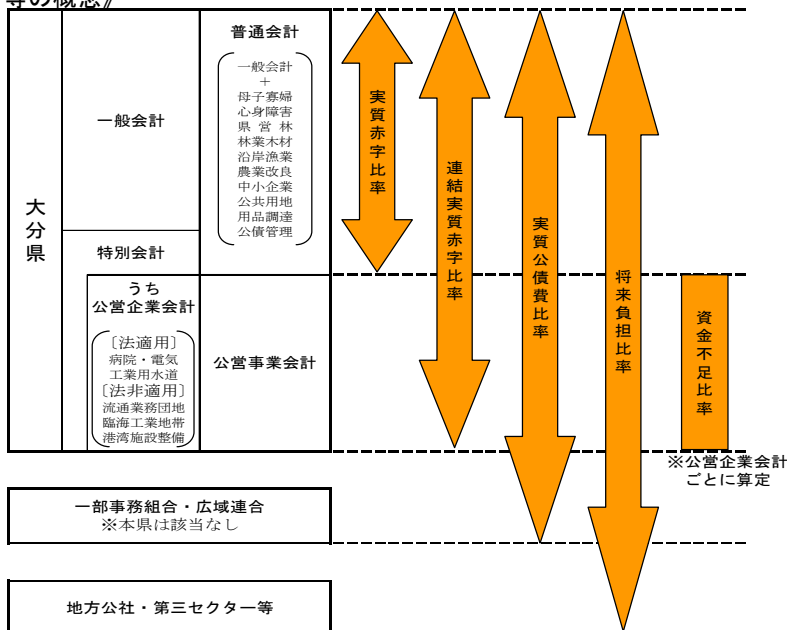 等の概念》
大分県
一般会計
特別会計
うち
公営企業会計
〔法適用〕
病院・電気
工業用水道
〔法非適用〕
流通業務団地
臨海工業地帯
港湾施設整備
普通会計
一般会計
+
母子寡婦
心身障害
県営林
林業木材
沿岸漁業
農業改良
中小企業
公共用地
用品調達
公債管理
公営事業会計
実質赤字比率
連結実質赤字比率
実質公債費比率
将来負担比率
資金不足比率
※公営企業会計
ごとに算定
一部事務組合・広域連合
※本県は該当なし
地方公社・第三セクター等